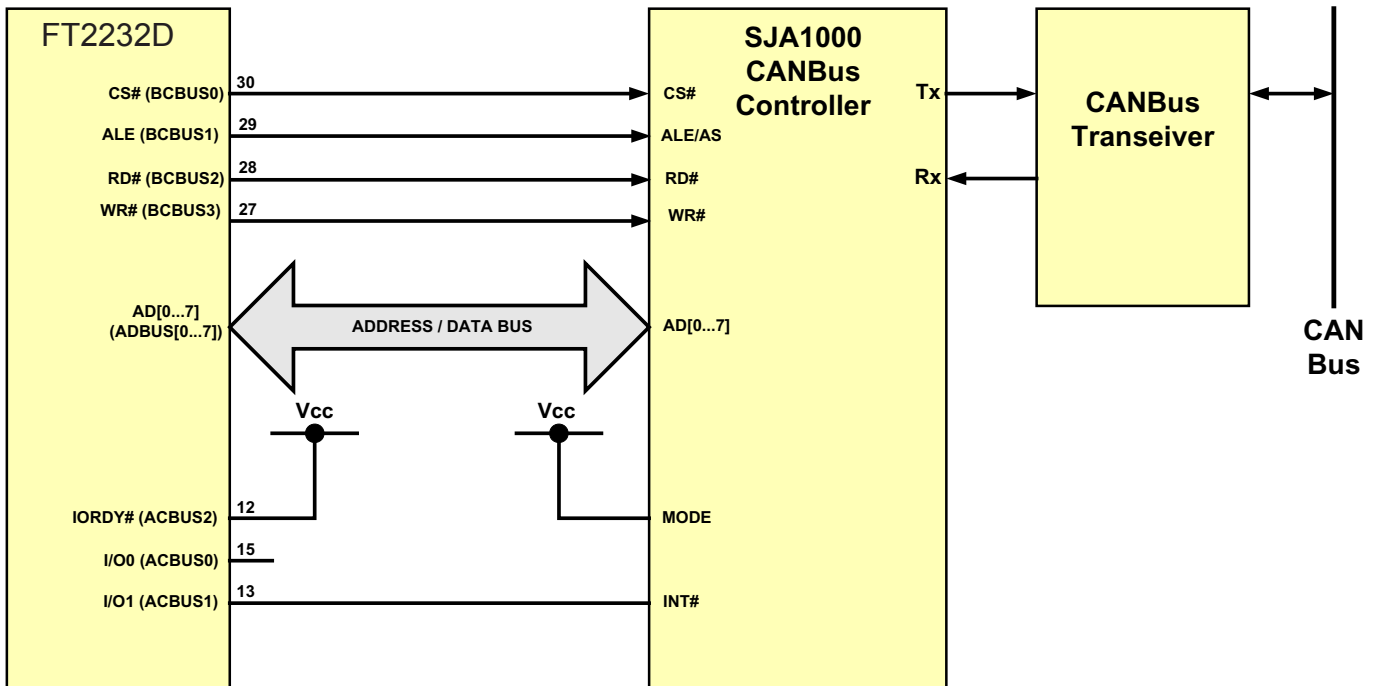 FT2232D
CS# (BCBUS0)
30
ALE (BCBUS1)
29
RD# (BCBUS2)
28
WR# (BCBUS3)
27
AD[0...7]
(ADBUS[0...7])
ADDRESS / DATA BUS
Vcc
Vcc
IORDY# (ACBUS2)
12
I/O0 (ACBUS0)
15
I/O1 (ACBUS1)
13
SJA1000
CANBus
Controller
CS#
ALE/AS
RD#
WR#
AD[0...7]
MODE
INT#
Tx
Rx
CANBus
Transeiver
CAN
Bus